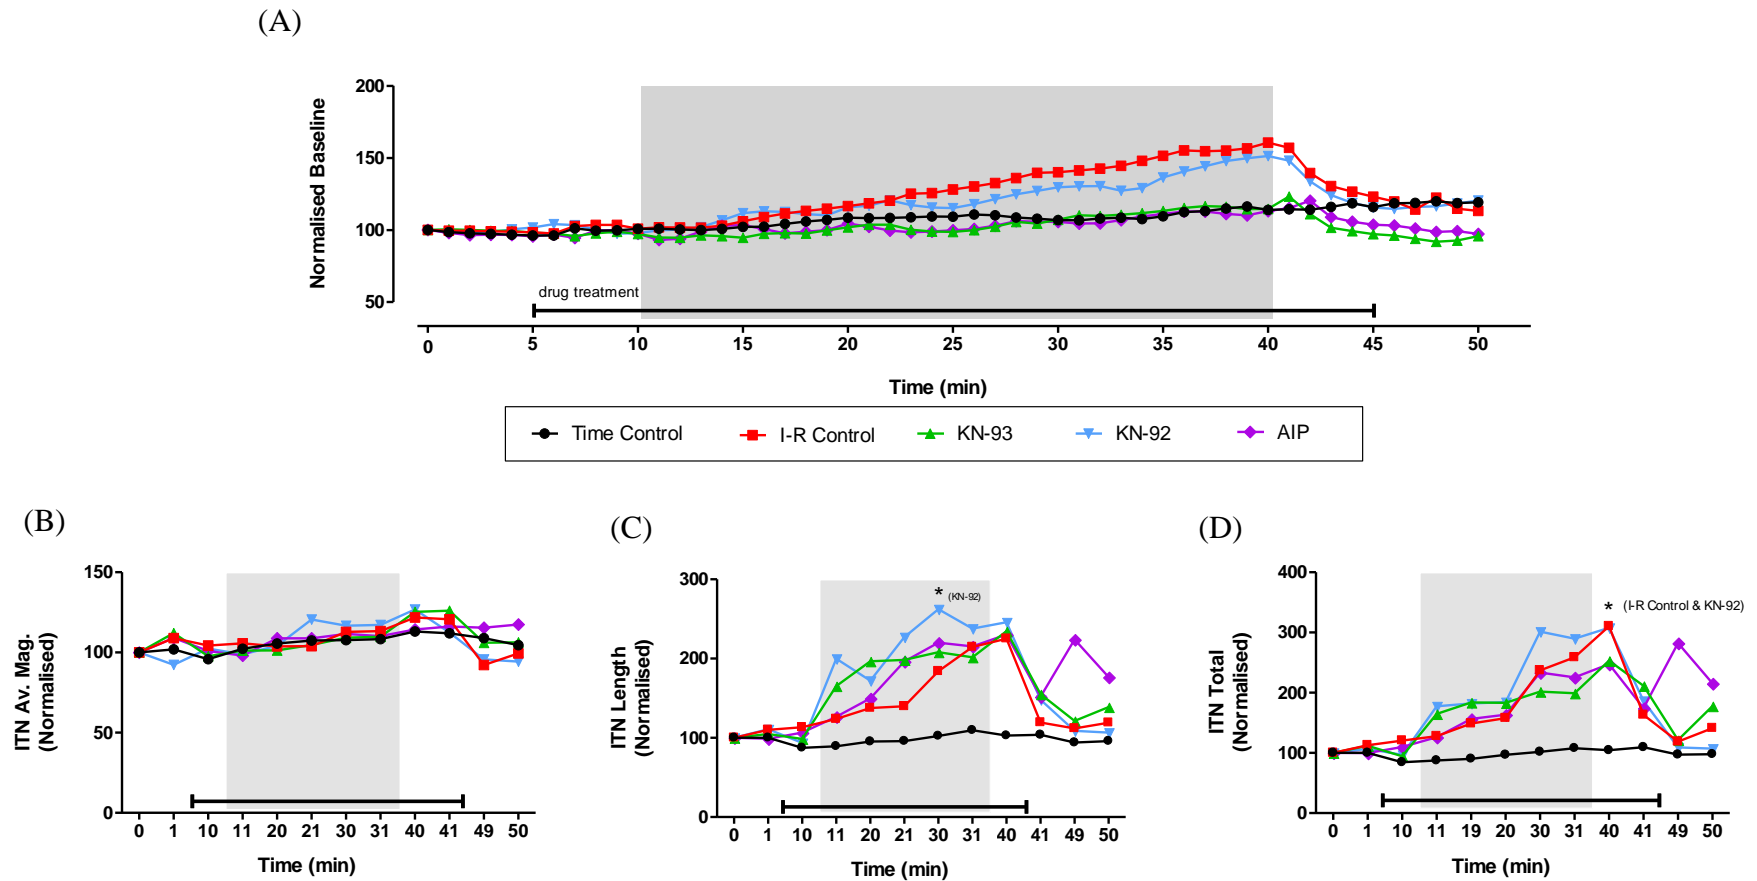 (A)
Normalised Baseline
200
150
100
50
drug treatment
0 5 10 15 20 25 30 35 40 45 50
Time (min)
Time Control I-R Control KN-93 KN-92 AIP
(B)
ITN Av. Mag.
(Normalised)
150
100
50
0
0 1 10 11 20 21 30 31 40 41 49 50
Time (min)
(C)
ITN Length
(Normalised)
300
200
100
0
* (KN-92)
0 1 10 11 20 21 30 31 40 41 49 50
Time (min)
(D)
ITN Total
(Normalised)
400
300
200
100
0
* (I-R Control & KN-92)
0 1 10 11 19 20 30 31 40 41 49 50
Time (min)